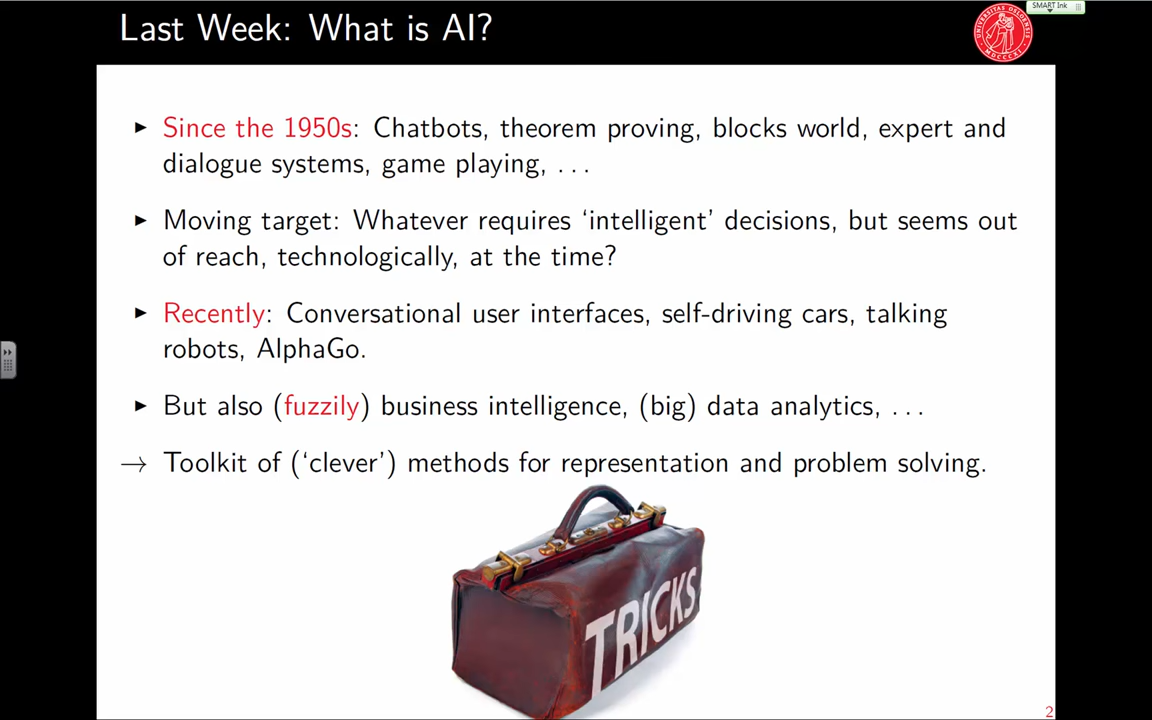 SMART Ink
Last Week: What is AI?
UNIVERSITAS OSLOENSIS
MDCCCXI
► Since the 1950s: Chatbots, theorem proving, blocks world, expert and
dialogue systems, game playing, . . .
► Moving target: Whatever requires ‘intelligent’ decisions, but seems out
of reach, technologically, at the time?
► Recently: Conversational user interfaces, self-driving cars, talking
robots, AlphaGo.
► But also (fuzzily) business intelligence, (big) data analytics, . . .
→ Toolkit of (‘clever’) methods for representation and problem solving.
TRICKS
2